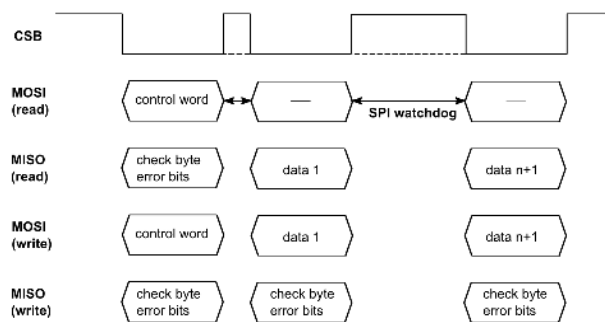 CSB
MOSI
(read)
control word
—
SPI watchdog
—
MISO
(read)
check byte
error bits
data 1
data n+1
MOSI
(write)
control word
data 1
data n+1
MISO
(write)
check byte
error bits
check byte
error bits
check byte
error bits